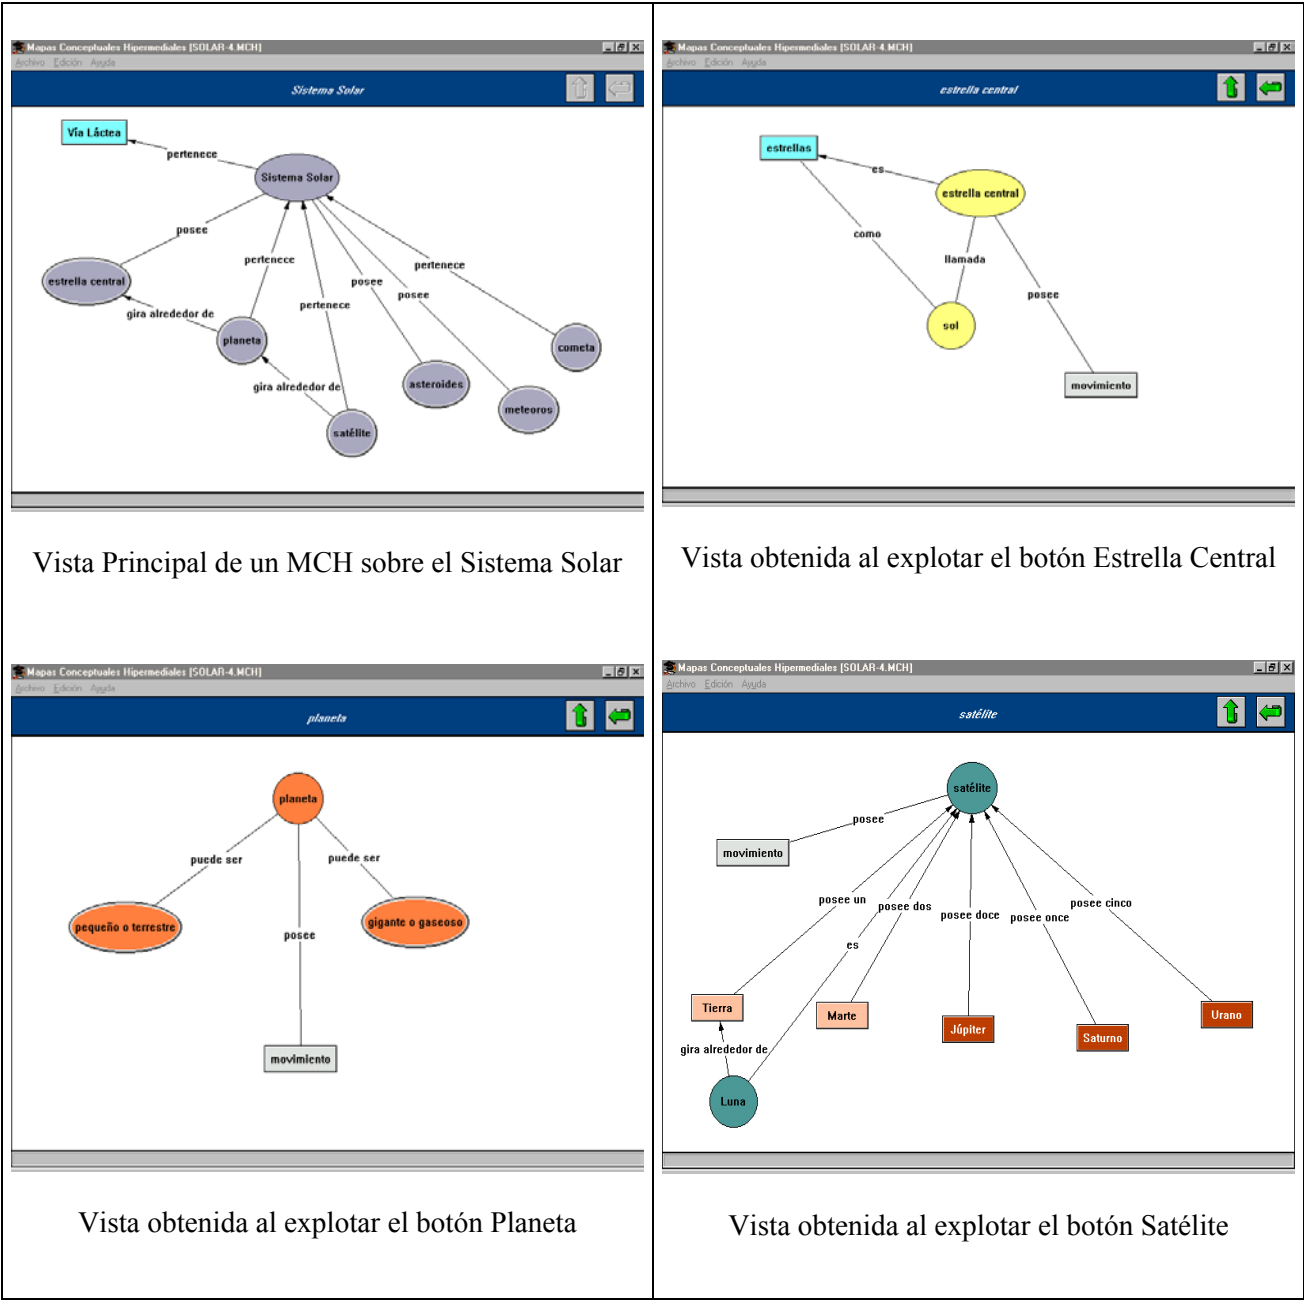 Mapas Conceptuales Hipermediales [SOLAR-4.MCH]
Archivo Edición Ayuda
Sistema Solar
Vía Láctea
pertenece
Sistema Solar
posee
pertenece
pertenece
posee
posee
pertenece
estrella central
gira alrededor de
planeta
cometa
gira alrededor de
asteroides
meteoros
satélite
Vista Principal de un MCH sobre el Sistema Solar
Mapas Conceptuales Hipermediales [SOLAR-4.MCH]
Archivo Edición Ayuda
estrella central
estrellas
es
estrella central
como
llamada
posee
sol
movimiento
Vista obtenida al explotar el botón Estrella Central
Mapas Conceptuales Hipermediales [SOLAR-4.MCH]
Archivo Edición Ayuda
planeta
planeta
puede ser
puede ser
pequeño o terrestre
gigante o gaseoso
posee
movimiento
Vista obtenida al explotar el botón Planeta
Mapas Conceptuales Hipermediales [SOLAR-4.MCH]
Archivo Edición Ayuda
satélite
satélite
posee
movimiento
posee un
posee dos
posee doce
posee once
posee cinco
es
Tierra
Marte
Júpiter
Saturno
Urano
gira alrededor de
Luna
Vista obtenida al explotar el botón Satélite